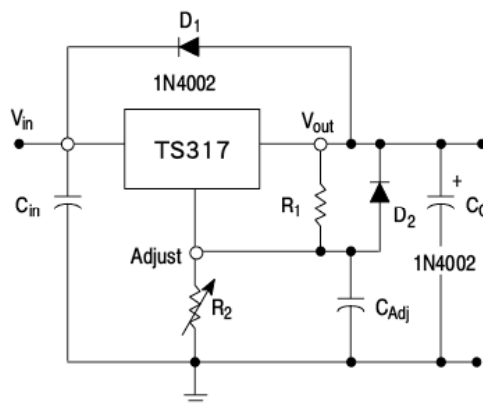 D1
1N4002
Vin
TS317
Vout
Cin
R1
D2
+
1N4002
Adjust
R2
CAdj